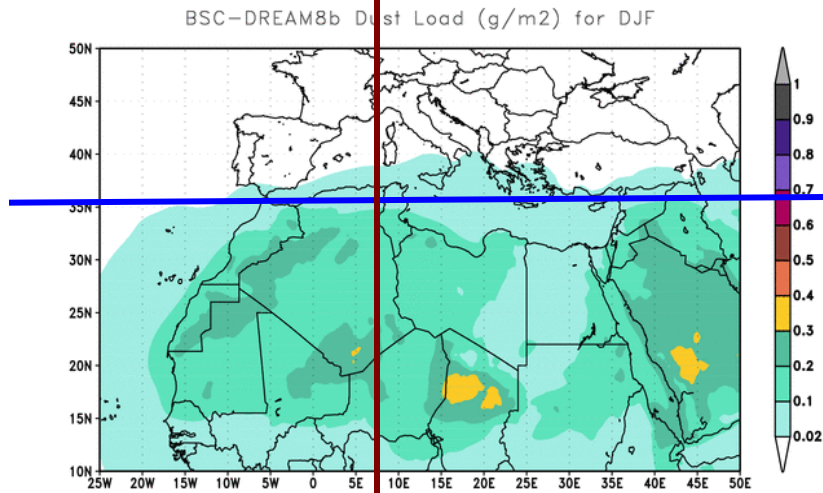 BSC-DREAM8b Dust Load (g/m2) for DJF
50N
45N
40N
35N
30N
25N
20N
15N
10N
25W 20W 15W 10W 5W 0 5E 10E 15E 20E 25E 30E 35E 40E 45E 50E
1
0.9
0.8
0.7
0.6
0.5
0.4
0.3
0.2
0.1
0.02